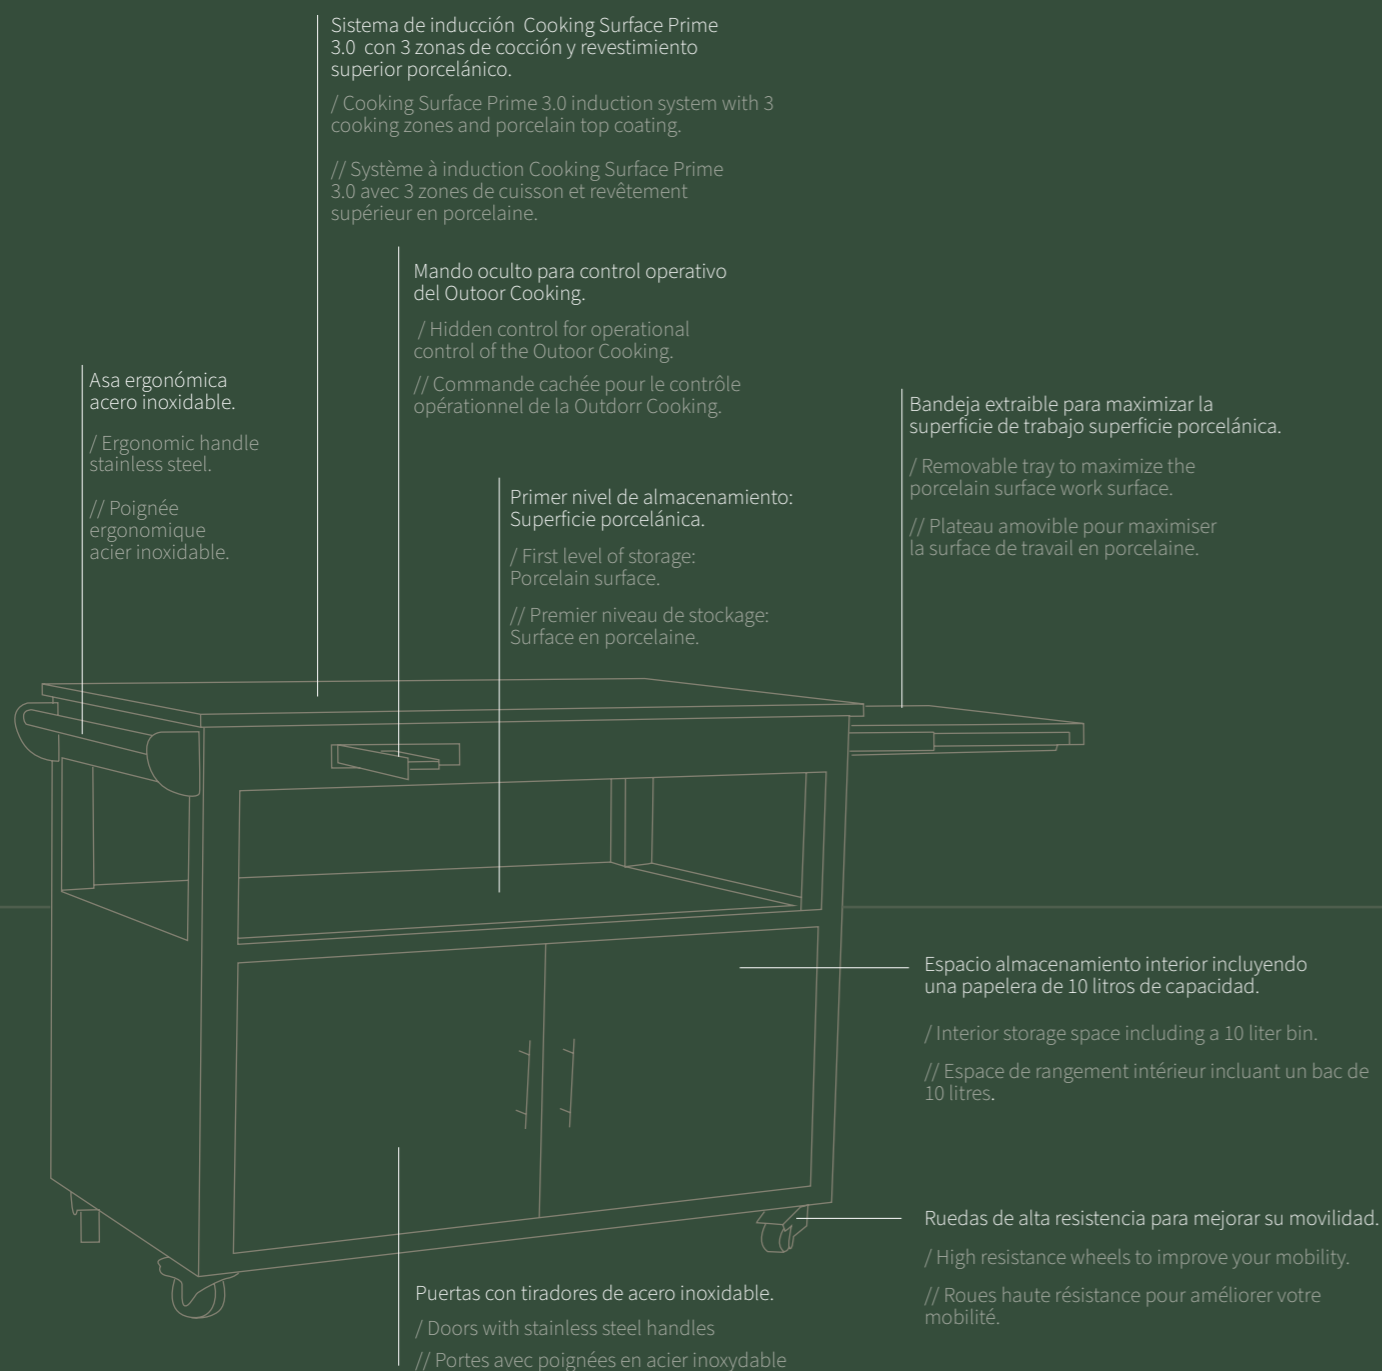 Sistema de inducción Cooking Surface Prime
3.0 con 3 zonas de cocción y revestimiento
superior porcelánico.
/ Cooking Surface Prime 3.0 induction system with 3
cooking zones and porcelain top coating.
// Système à induction Cooking Surface Prime
3.0 avec 3 zones de cuisson et revêtement
supérieur en porcelaine.
Mando oculto para control operativo
del Outoor Cooking.
/ Hidden control for operational
control of the Outoor Cooking.
// Commande cachée pour le contrôle
opérationnel de la Outdorr Cooking.
Asa ergonómica
acero inoxidable.
/ Ergonomic handle
stainless steel.
// Poignée
ergonomique
acier inoxidable.
Bandeja extraible para maximizar la
superficie de trabajo superficie porcelánica.
/ Removable tray to maximize the
porcelain surface work surface.
// Plateau amovible pour maximiser
la surface de travail en porcelaine.
Primer nivel de almacenamiento:
Superficie porcelánica.
/ First level of storage:
Porcelain surface.
// Premier niveau de stockage:
Surface en porcelaine.
Espacio almacenamiento interior incluyendo
una papelera de 10 litros de capacidad.
/ Interior storage space including a 10 liter bin.
// Espace de rangement intérieur incluant un bac de
10 litres.
Ruedas de alta resistencia para mejorar su movilidad.
/ High resistance wheels to improve your mobility.
// Roues haute résistance pour améliorer votre
mobilité.
Puertas con tiradores de acero inoxidable.
/ Doors with stainless steel handles
// Portes avec poignées en acier inoxydable